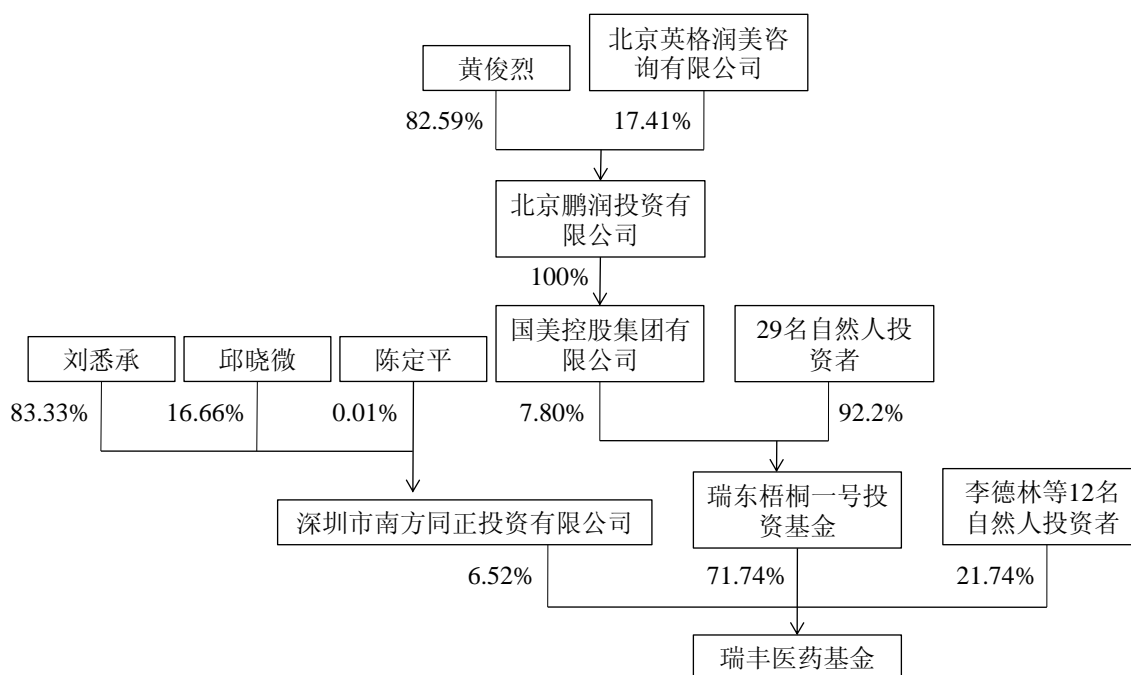 北京英格润美咨
询有限公司
黄俊烈
82.59%
17.41%
北京鹏润投资有
限公司
100%
国美控股集团有
限公司
29名自然人投
资者
刘悉承
邱晓微
陈定平
83.33%
16.66%
0.01%
7.80%
92.2%
瑞东梧桐一号投
资基金
李德林等12名
自然人投资者
深圳市南方同正投资有限公司
6.52%
71.74%
21.74%
瑞丰医药基金